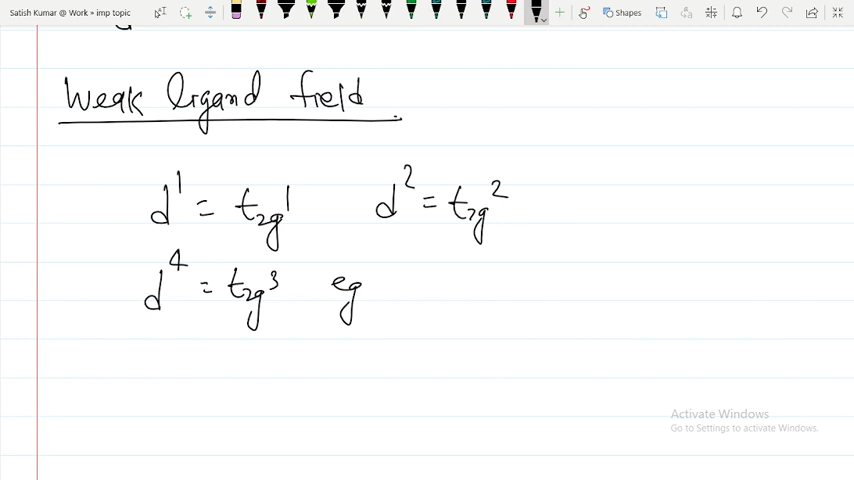 Satish Kumar @ Work » imp topic
Shapes
Weak ligand field
d¹ = t₂g¹ d² = t₂g²
d⁴ = t₂g³ eg
Activate Windows
Go to Settings to activate Windows.